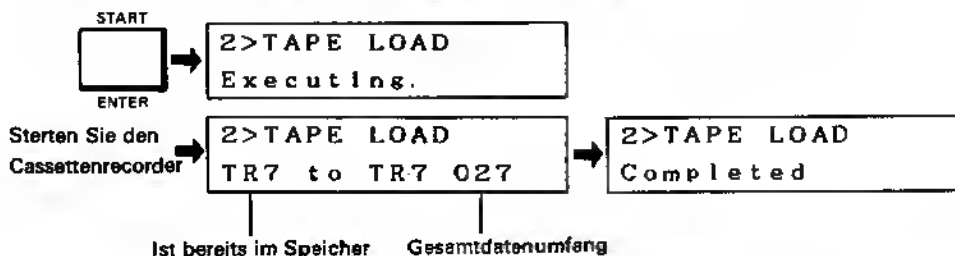 START
ENTER
2>TAPE LOAD
Executing.
Sterten Sie den
Cassettenrecorder
2>TAPE LOAD
TR7 to TR7 027
2>TAPE LOAD
Completed
Ist bereits im Speicher
Gesamtdatenumfang